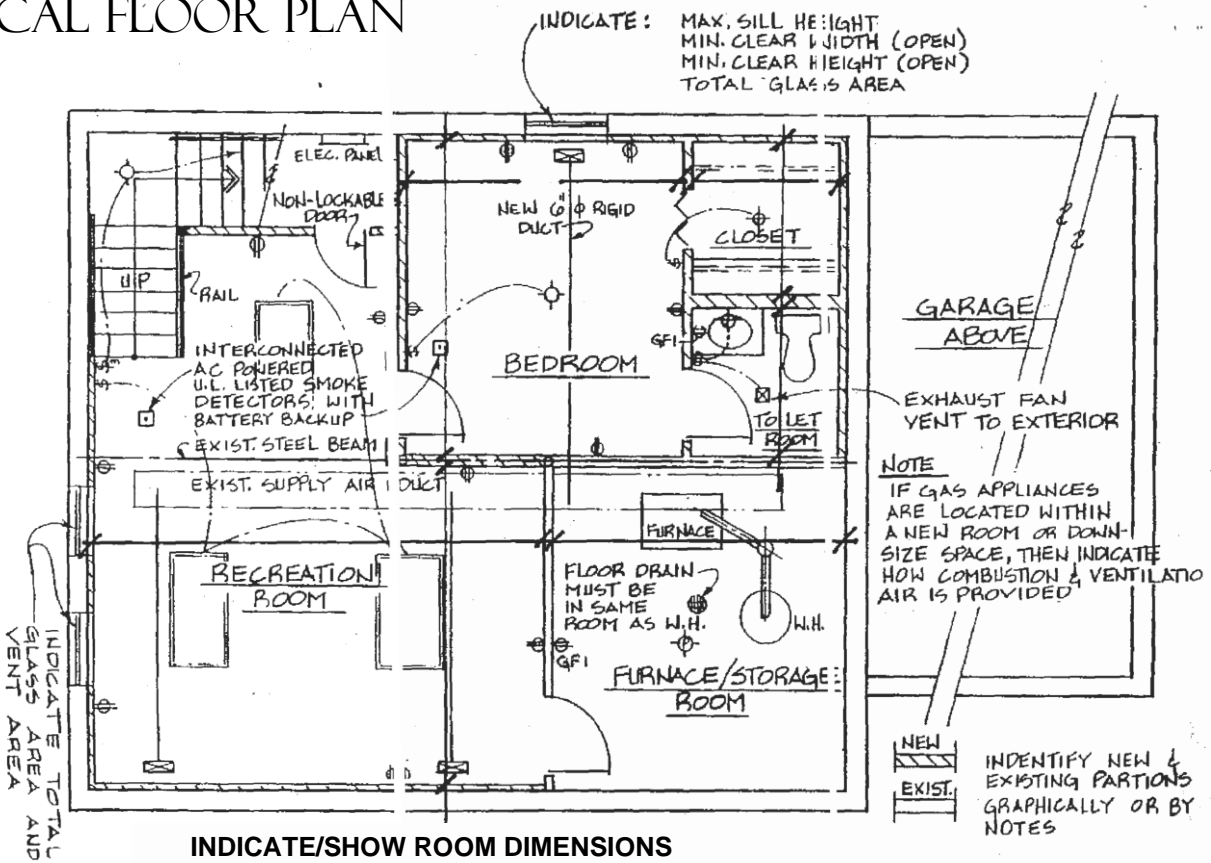 CAL FLOOR PLAN
INDICATE:
MAX. SILL HEIGHT
MIN. CLEAR WIDTH (OPEN)
MIN. CLEAR HEIGHT (OPEN)
TOTAL GLASS AREA
ELEC. PANEL
NON-LOCKABLE
DOOR
NEW 6" ϕ RIGID
DUCT
CLOSET
UP
RAIL
GARAGE
ABOVE
INTERCONNECTED
AC POWERED
U.L. LISTED SMOKE
DETECTORS, WITH
BATTERY BACKUP
GFI
BEDROOM
EXHAUST FAN
VENT TO EXTERIOR
TOILET
ROOM
EXIST. STEEL BEAM
EXIST. SUPPLY AIR DUCT
NOTE
IF GAS APPLIANCES
ARE LOCATED WITHIN
A NEW ROOM OR DOWN-
SIZE SPACE, THEN INDICATE
HOW COMBUSTION & VENTILATIO
AIR IS PROVIDED
FURNACE
RECREATION
ROOM
FLOOR DRAIN
MUST BE
IN SAME
ROOM AS W.H.
W.H.
GFI
FURNACE/STORAGE
ROOM
INDICATE TOTAL
GLASS AREA AND
VENT AREA
NEW
EXIST.
INDENTIFY NEW &
EXISTING PARTIONS
GRAPHICALLY OR BY
NOTES
INDICATE/SHOW ROOM DIMENSIONS